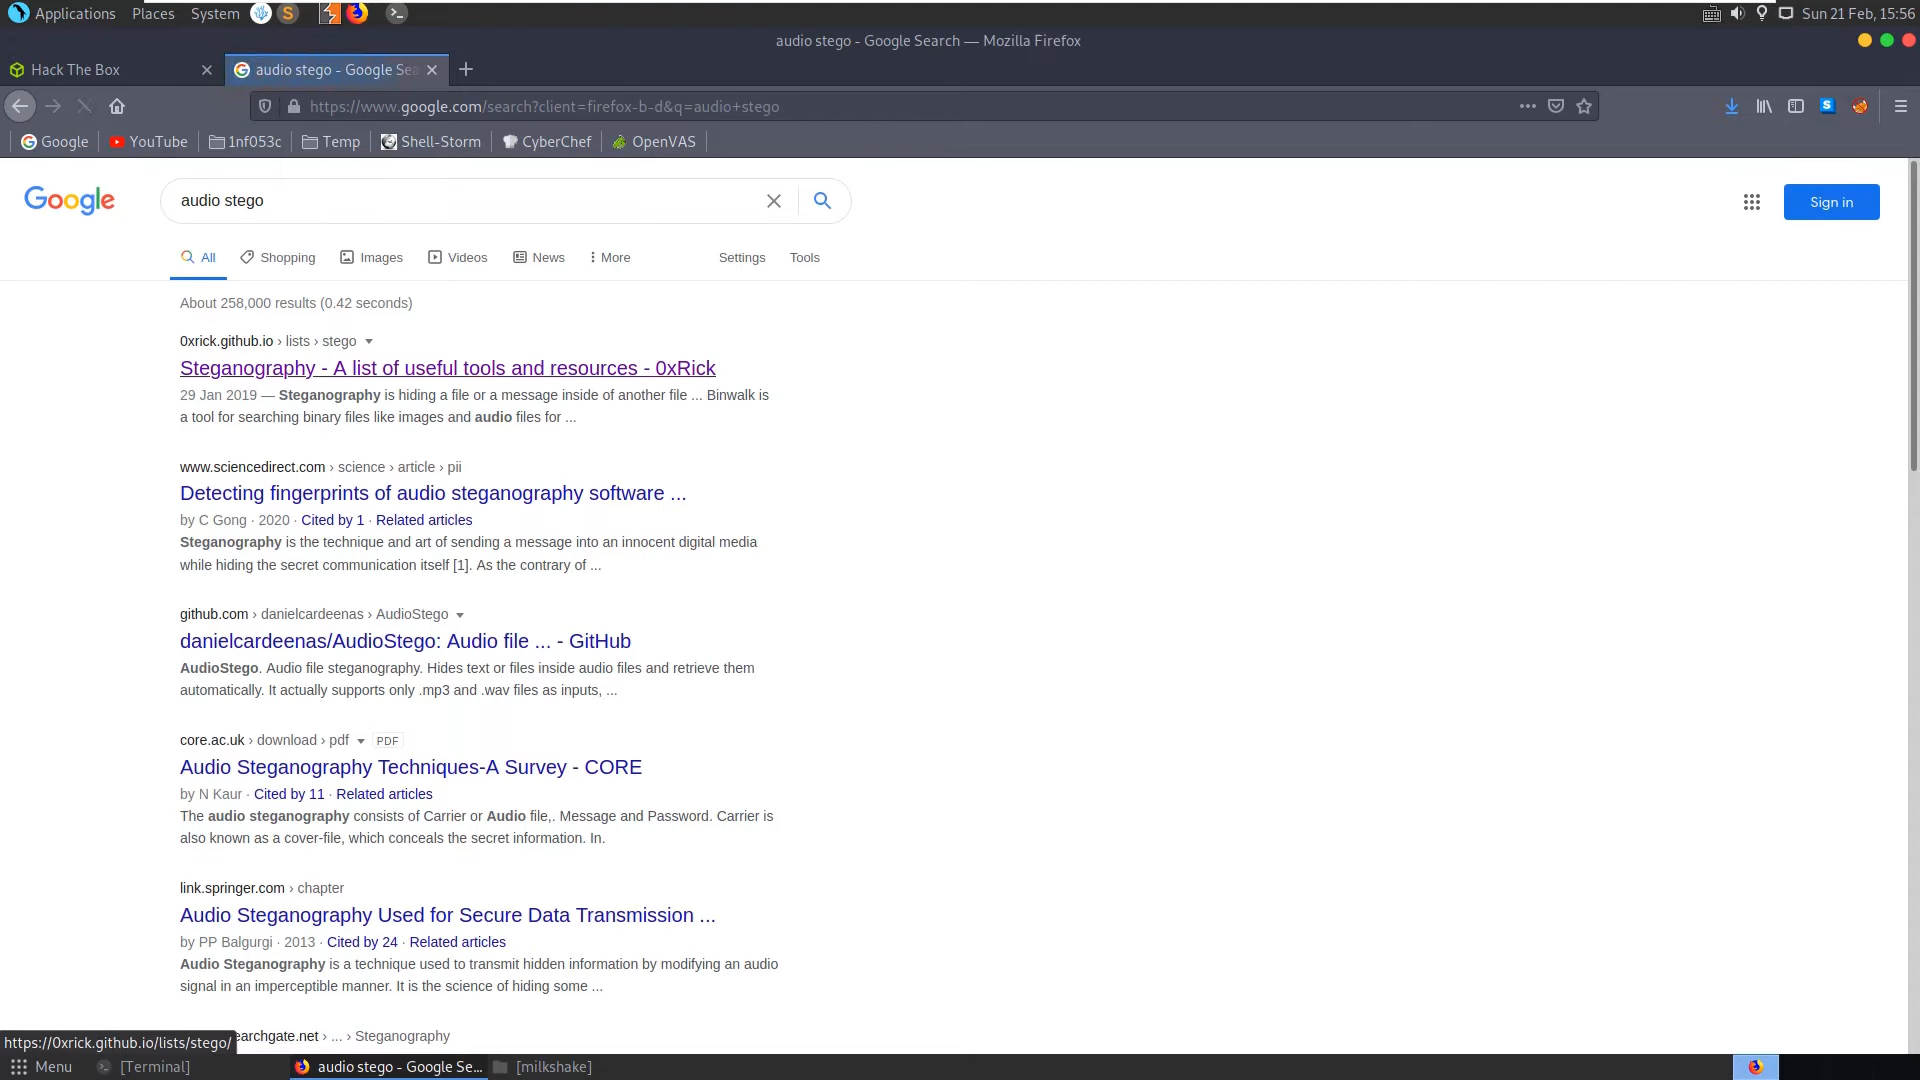 Applications Places System Sun 21 Feb, 15:56
audio stego - Google Search — Mozilla Firefox
Hack The Box audio stego - Google Sea
https://www.google.com/search?client=firefox-b-d&q=audio+stego
Google YouTube 1nf053c Temp Shell-Storm CyberChef OpenVAS
Google audio stego Sign in
All Shopping Images Videos News More Settings Tools
About 258,000 results (0.42 seconds)
0xrick.github.io › lists › stego
Steganography - A list of useful tools and resources - 0xRick
29 Jan 2019 — Steganography is hiding a file or a message inside of another file ... Binwalk is
a tool for searching binary files like images and audio files for ...
www.sciencedirect.com › science › article › pii
Detecting fingerprints of audio steganography software ...
by C Gong · 2020 · Cited by 1 · Related articles
Steganography is the technique and art of sending a message into an innocent digital media
while hiding the secret communication itself [1]. As the contrary of ...
github.com › danielcardeenas › AudioStego
danielcardeenas/AudioStego: Audio file ... - GitHub
AudioStego. Audio file steganography. Hides text or files inside audio files and retrieve them
automatically. It actually supports only .mp3 and .wav files as inputs, ...
core.ac.uk › download › pdf PDF
Audio Steganography Techniques-A Survey - CORE
by N Kaur · Cited by 11 · Related articles
The audio steganography consists of Carrier or Audio file,. Message and Password. Carrier is
also known as a cover-file, which conceals the secret information. In.
link.springer.com › chapter
Audio Steganography Used for Secure Data Transmission ...
by PP Balgurgi · 2013 · Cited by 24 · Related articles
Audio Steganography is a technique used to transmit hidden information by modifying an audio
signal in an imperceptible manner. It is the science of hiding some ...
earchgate.net › ... › Steganography
https://0xrick.github.io/lists/stego/
Menu [Terminal] audio stego - Google Se... [milkshake]